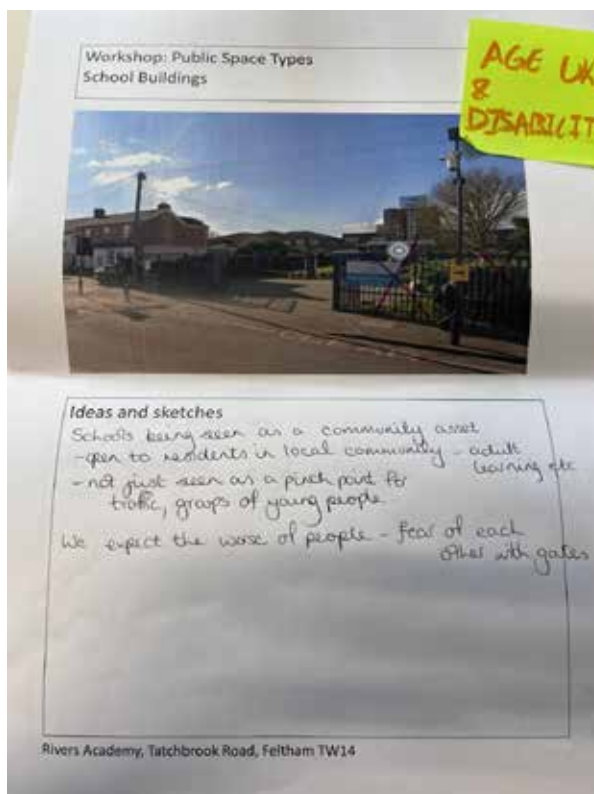 Workshop: Public Space Types
School Buildings
AGE UK
&
DISABILIT
Ideas and sketches
Schools being seen as a community asset
-open to residents in local community - adult
learning etc
- not just seen as a pinch point for
traffic, groups of young people
We expect the worse of people - fear of each
other with gates
Rivers Academy, Tatchbrook Road, Feltham TW14